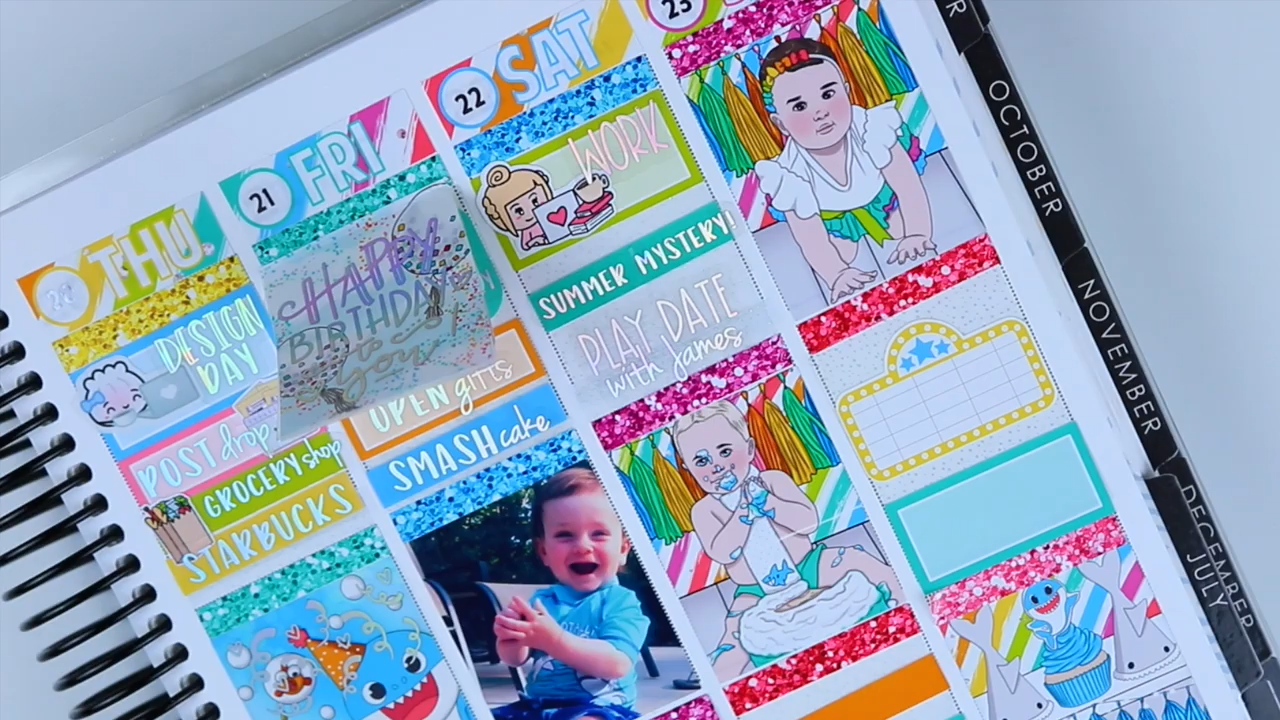 20
THU.
DESIGN
DAY
POST drop
GROCERY shop
STARBUCKS
21
FRI
HAPPY
BIRTHDAY
to
you!
OPEN gifts
SMASH cake
22
SAT
WORK
SUMMER MYSTERY!
PLAY DATE
with james
23
OCTOBER
NOVEMBER
DECEMBER
JULY